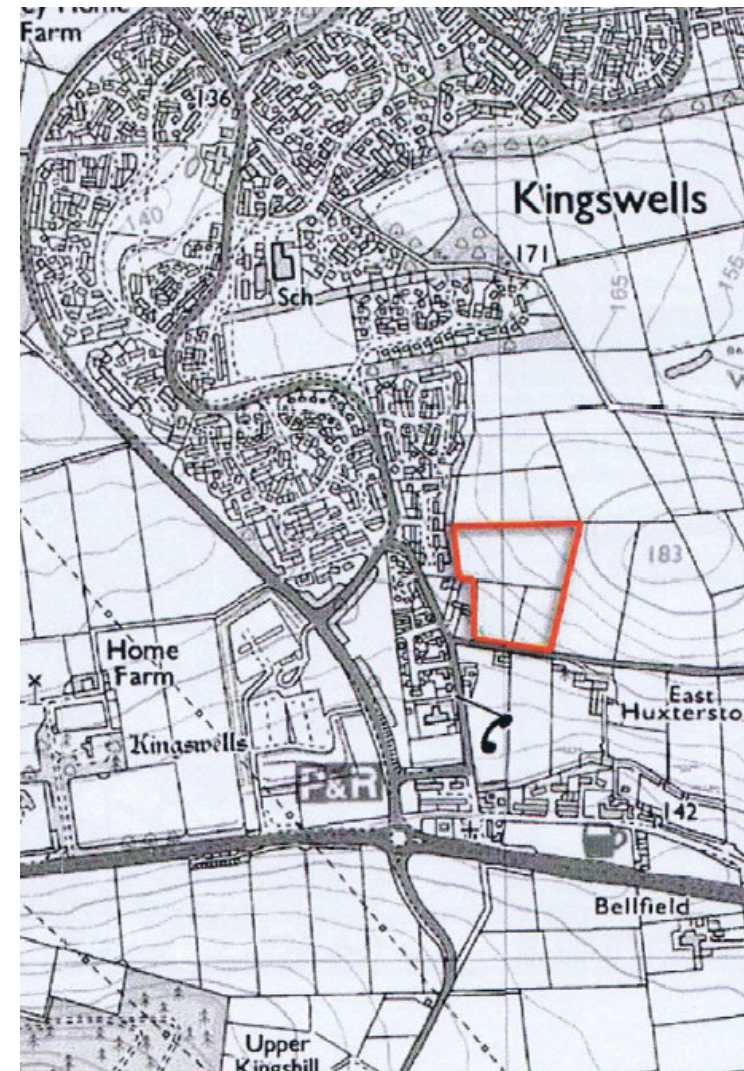 Farm
136
Kingswells
140
171
165
155
Sch
183
Home
Farm
East
Kingswells
P&R
142
Bellfield
Upper